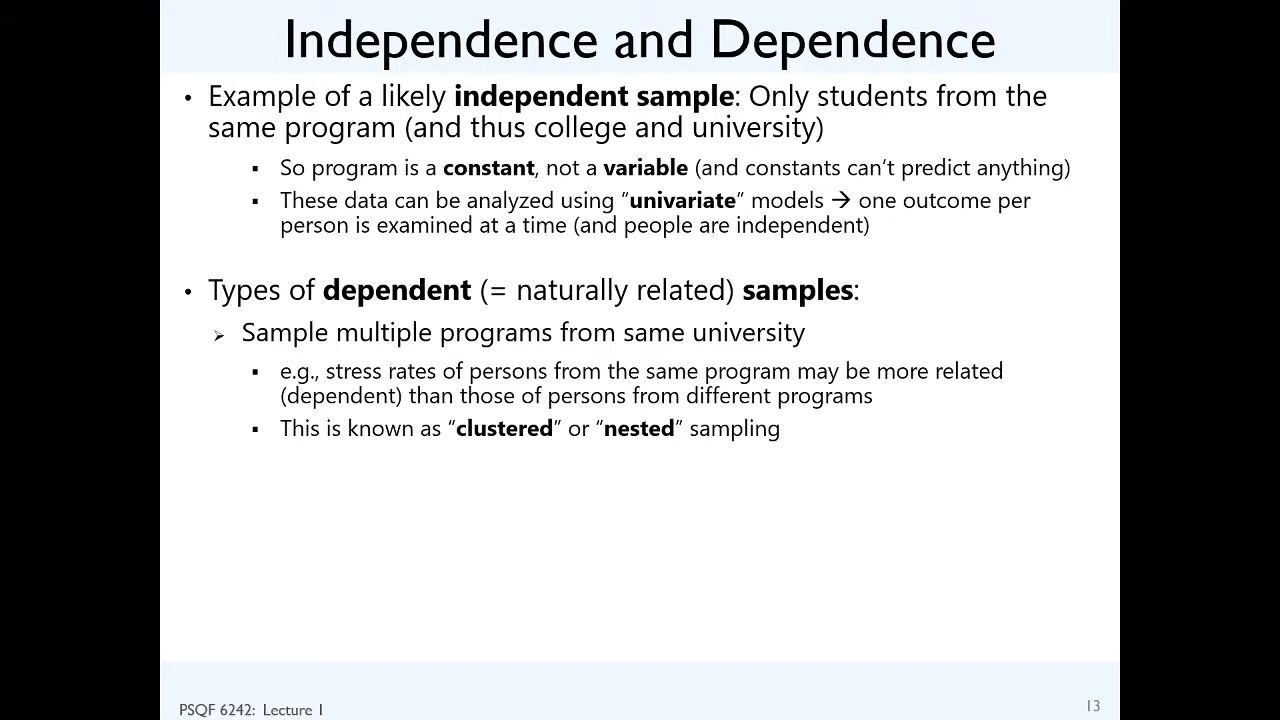 Independence and Dependence
• Example of a likely independent sample: Only students from the
same program (and thus college and university)
▪ So program is a constant, not a variable (and constants can’t predict anything)
▪ These data can be analyzed using “univariate” models → one outcome per
person is examined at a time (and people are independent)
• Types of dependent (= naturally related) samples:
➢ Sample multiple programs from same university
▪ e.g., stress rates of persons from the same program may be more related
(dependent) than those of persons from different programs
▪ This is known as “clustered” or “nested” sampling
PSQF 6242: Lecture 1
13